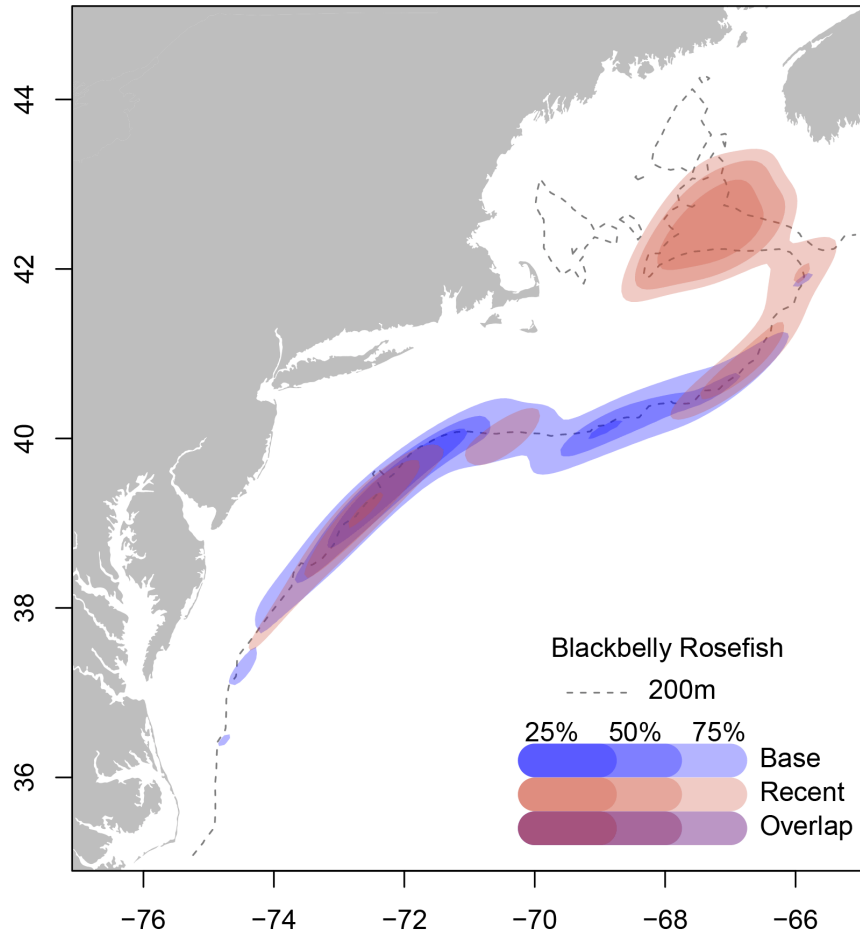 44
42
40
38
36
Blackbelly Rosefish
200m
25% 50% 75%
Base
Recent
Overlap
−76 −74 −72 −70 −68 −66